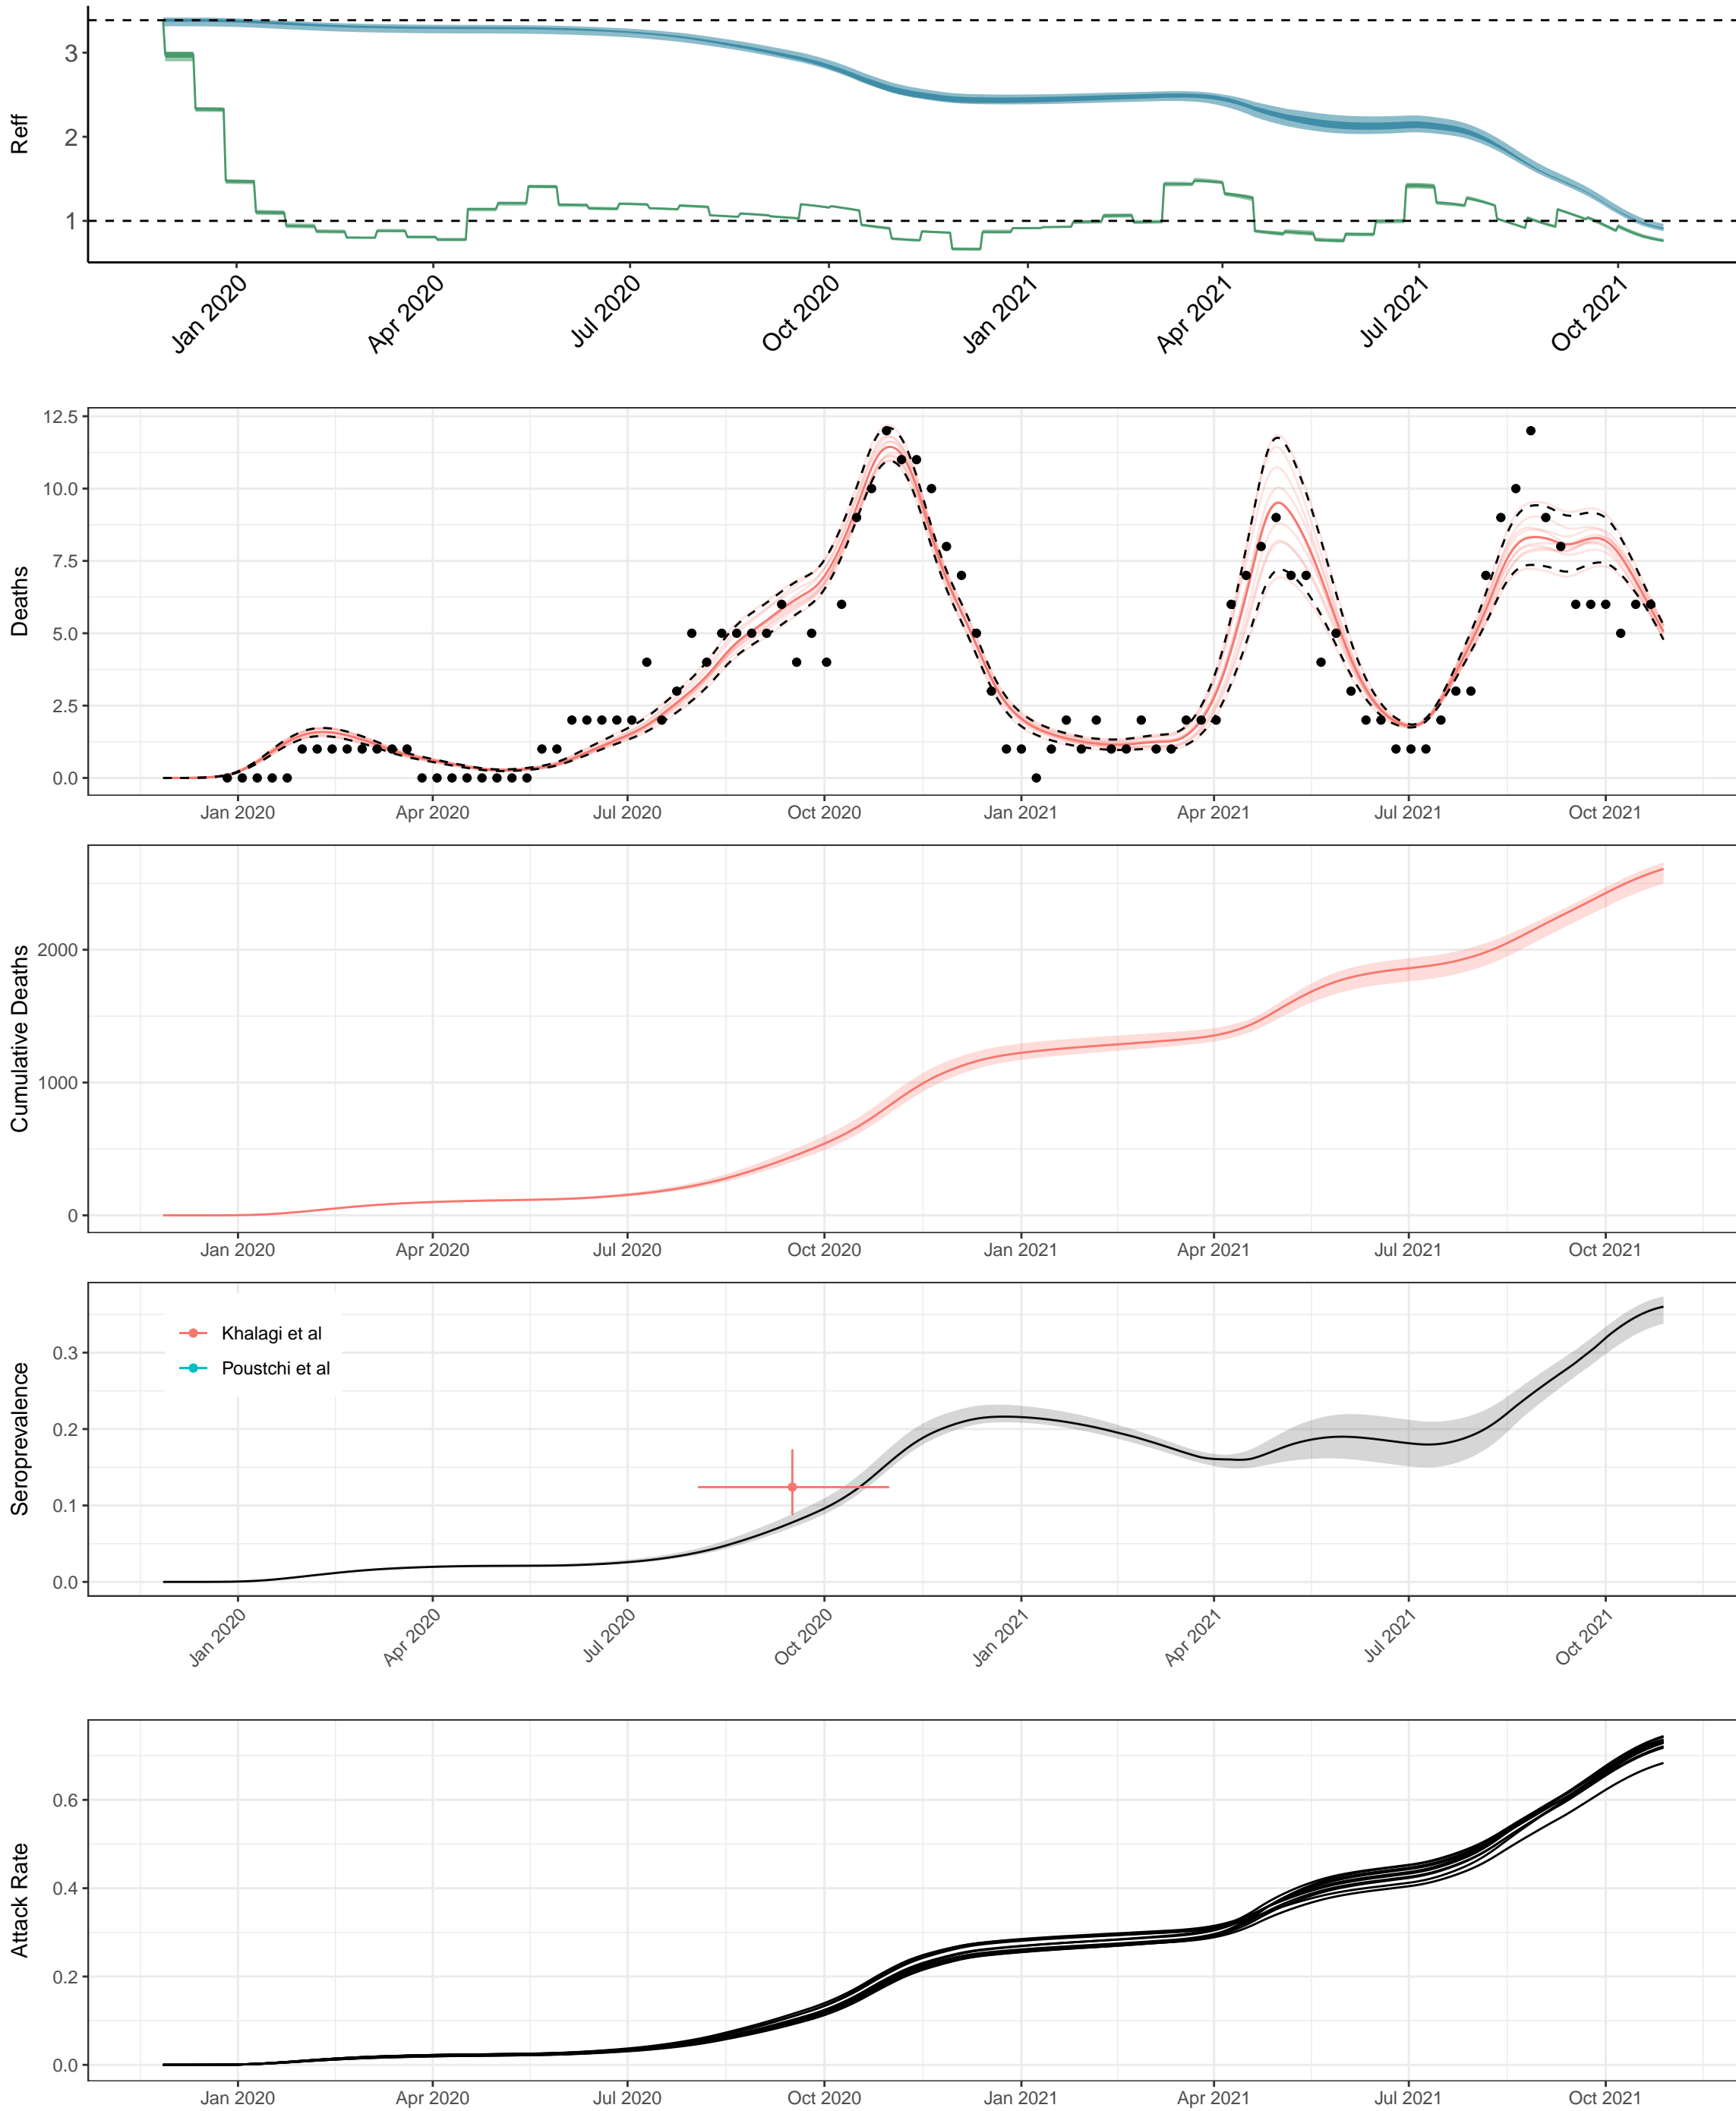 Reff
3
2
1
Jan 2020
Apr 2020
Jul 2020
Oct 2020
Jan 2021
Apr 2021
Jul 2021
Oct 2021
Deaths
12.5
10.0
7.5
5.0
2.5
0.0
Jan 2020
Apr 2020
Jul 2020
Oct 2020
Jan 2021
Apr 2021
Jul 2021
Oct 2021
Cumulative Deaths
2000
1000
0
Jan 2020
Apr 2020
Jul 2020
Oct 2020
Jan 2021
Apr 2021
Jul 2021
Oct 2021
Seroprevalence
Khalagi et al
Poustchi et al
0.3
0.2
0.1
0.0
Jan 2020
Apr 2020
Jul 2020
Oct 2020
Jan 2021
Apr 2021
Jul 2021
Oct 2021
Attack Rate
0.6
0.4
0.2
0.0
Jan 2020
Apr 2020
Jul 2020
Oct 2020
Jan 2021
Apr 2021
Jul 2021
Oct 2021